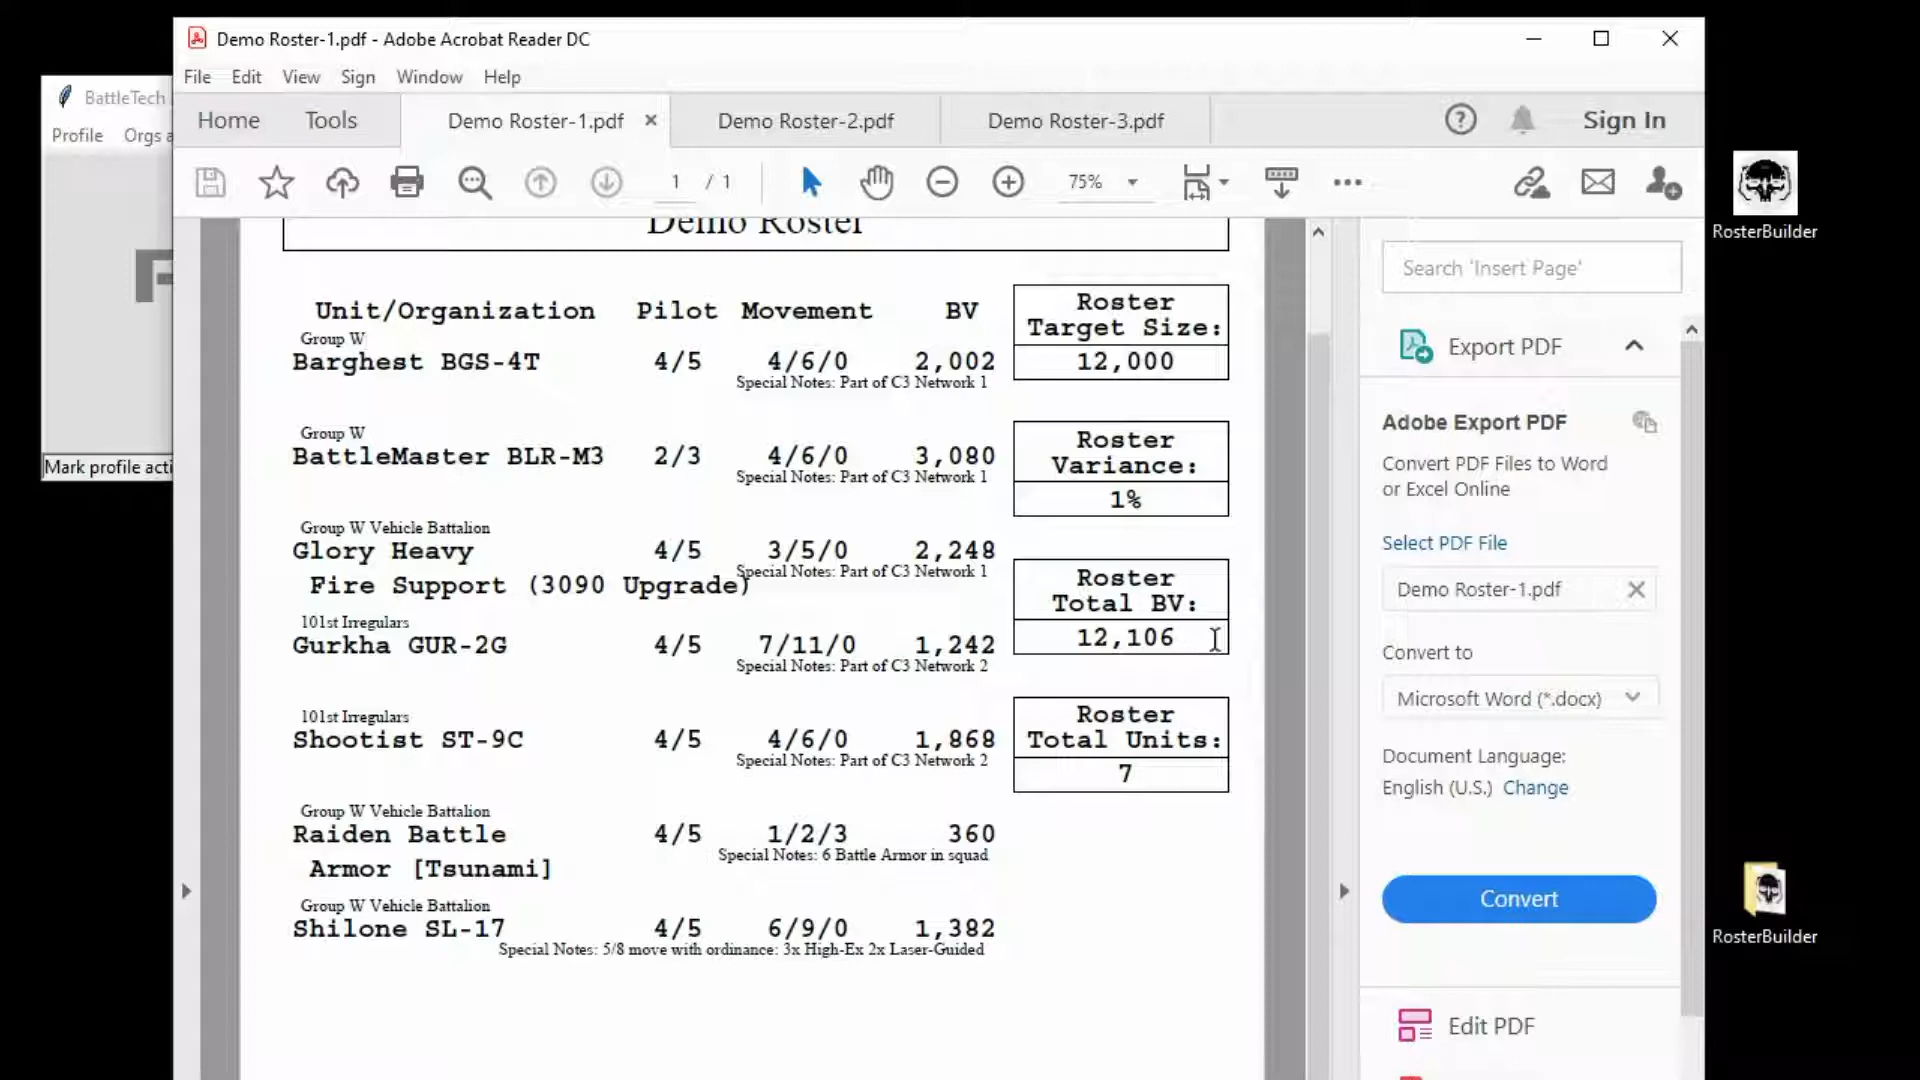 Demo Roster-1.pdf - Adobe Acrobat Reader DC
File Edit View Sign Window Help
BattleTech
Profile Orgs a
Home Tools Demo Roster-1.pdf Demo Roster-2.pdf Demo Roster-3.pdf Sign In
1 / 1 75%
RosterBuilder
Demo Roster
Search 'Insert Page'
Export PDF
Unit/Organization Pilot Movement BV
Group W
Barghest BGS-4T 4/5 4/6/0 2,002
Special Notes: Part of C3 Network 1
Group W
BattleMaster BLR-M3 2/3 4/6/0 3,080
Special Notes: Part of C3 Network 1
Group W Vehicle Battalion
Glory Heavy 4/5 3/5/0 2,248
Special Notes: Part of C3 Network 1
Fire Support (3090 Upgrade)
101st Irregulars
Gurkha GUR-2G 4/5 7/11/0 1,242
Special Notes: Part of C3 Network 2
101st Irregulars
Shootist ST-9C 4/5 4/6/0 1,868
Special Notes: Part of C3 Network 2
Group W Vehicle Battalion
Raiden Battle 4/5 1/2/3 360
Special Notes: 6 Battle Armor in squad
Armor [Tsunami]
Group W Vehicle Battalion
Shilone SL-17 4/5 6/9/0 1,382
Special Notes: 5/8 move with ordinance: 3x High-Ex 2x Laser-Guided
Roster
Target Size:
12,000
Roster
Variance:
1%
Roster
Total BV:
12,106
Roster
Total Units:
7
Mark profile acti
Adobe Export PDF
Convert PDF Files to Word
or Excel Online
Select PDF File
Demo Roster-1.pdf
Convert to
Microsoft Word (*.docx)
Document Language:
English (U.S.) Change
Convert
Edit PDF
RosterBuilder